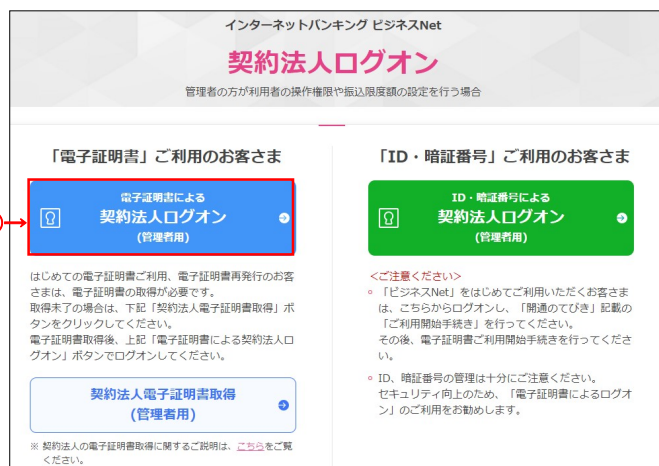 インターネットバンキング ビジネスNet
契約法人ログオン
管理者の方が利用者の操作権限や振込限度額の設定を行う場合
「電子証明書」ご利用のお客さま
電子証明書による
契約法人ログオン
(管理者用)
はじめての電子証明書ご利用、電子証明書再発行のお客
さまは、電子証明書の取得が必要です。
取得未了の場合は、下記「契約法人電子証明書取得」ボ
タンをクリックしてください。
電子証明書取得後、上記「電子証明書による契約法人ロ
グオン」ボタンでログオンしてください。
契約法人電子証明書取得
(管理者用)
※ 契約法人の電子証明書取得に関するご説明は、こちらをご覧
ください。
「ID・暗証番号」ご利用のお客さま
ID・暗証番号による
契約法人ログオン
(管理者用)
<ご注意ください>
「ビジネスNet」をはじめてご利用いただくお客さま
は、こちらからログオンし、「開通のてびき」記載の
「ご利用開始手続き」を行ってください。
その後、電子証明書ご利用開始手続きを行ってくださ
い。
ID、暗証番号の管理は十分にご注意ください。
セキュリティ向上のため、「電子証明書によるログオ
ン」のご利用をお勧めします。